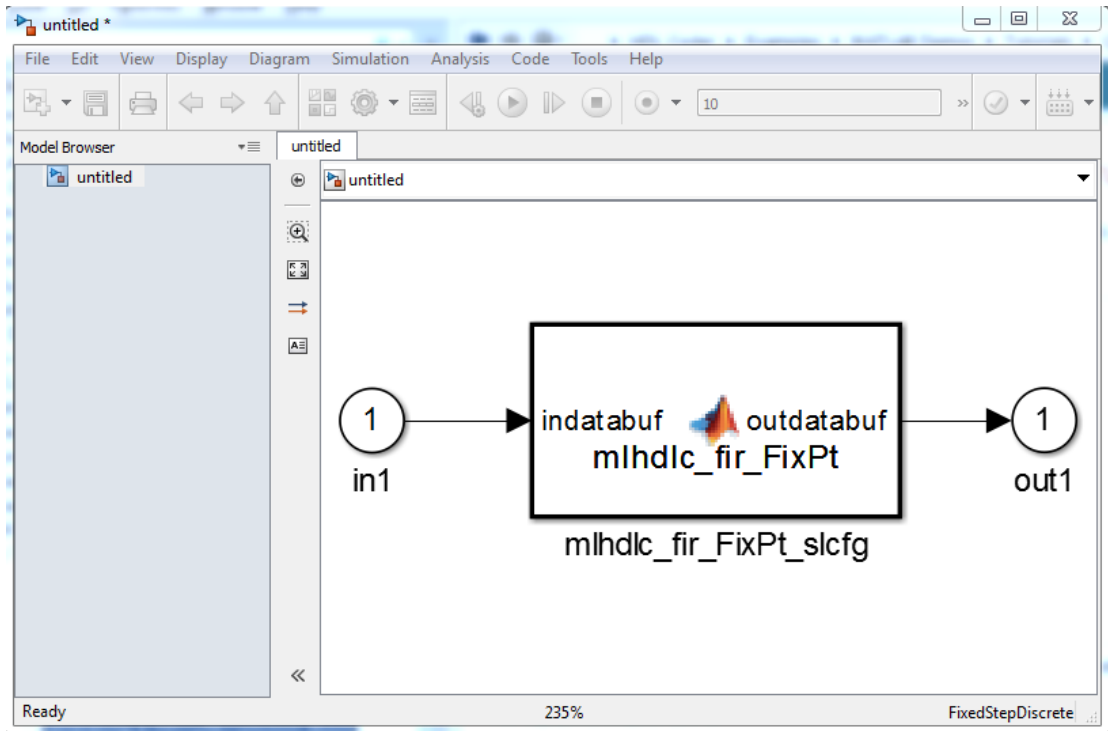 untitled *
File Edit View Display Diagram Simulation Analysis Code Tools Help
10
»
Model Browser
untitled
untitled
untitled
A
1
in1
indatabuf outdatabuf
mlhdlc_fir_FixPt
mlhdlc_fir_FixPt_slcfg
1
out1
Ready 235% FixedStepDiscrete